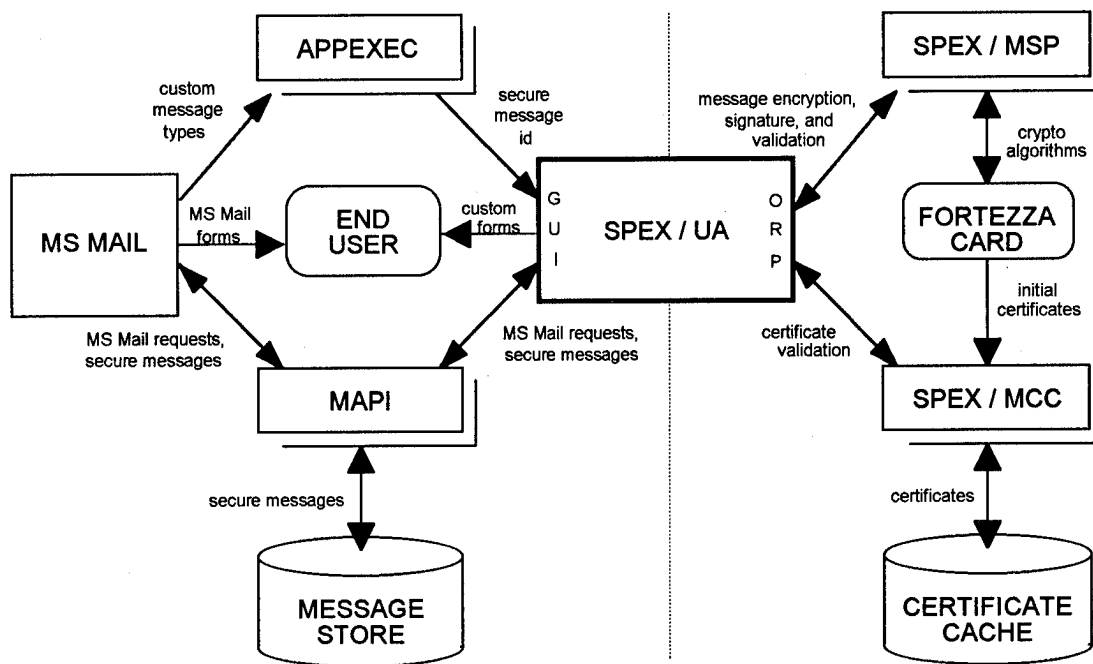 APPEXEC
SPEX / MSP
custom
message
types
secure
message
id
message encryption,
signature, and
validation
crypto
algorithms
MS MAIL
MS Mail
forms
END
USER
custom
forms
G
U
I
SPEX / UA
O
R
P
FORTEZZA
CARD
MS Mail requests,
secure messages
MS Mail requests,
secure messages
certificate
validation
initial
certificates
MAPI
SPEX / MCC
secure messages
certificates
MESSAGE
STORE
CERTIFICATE
CACHE